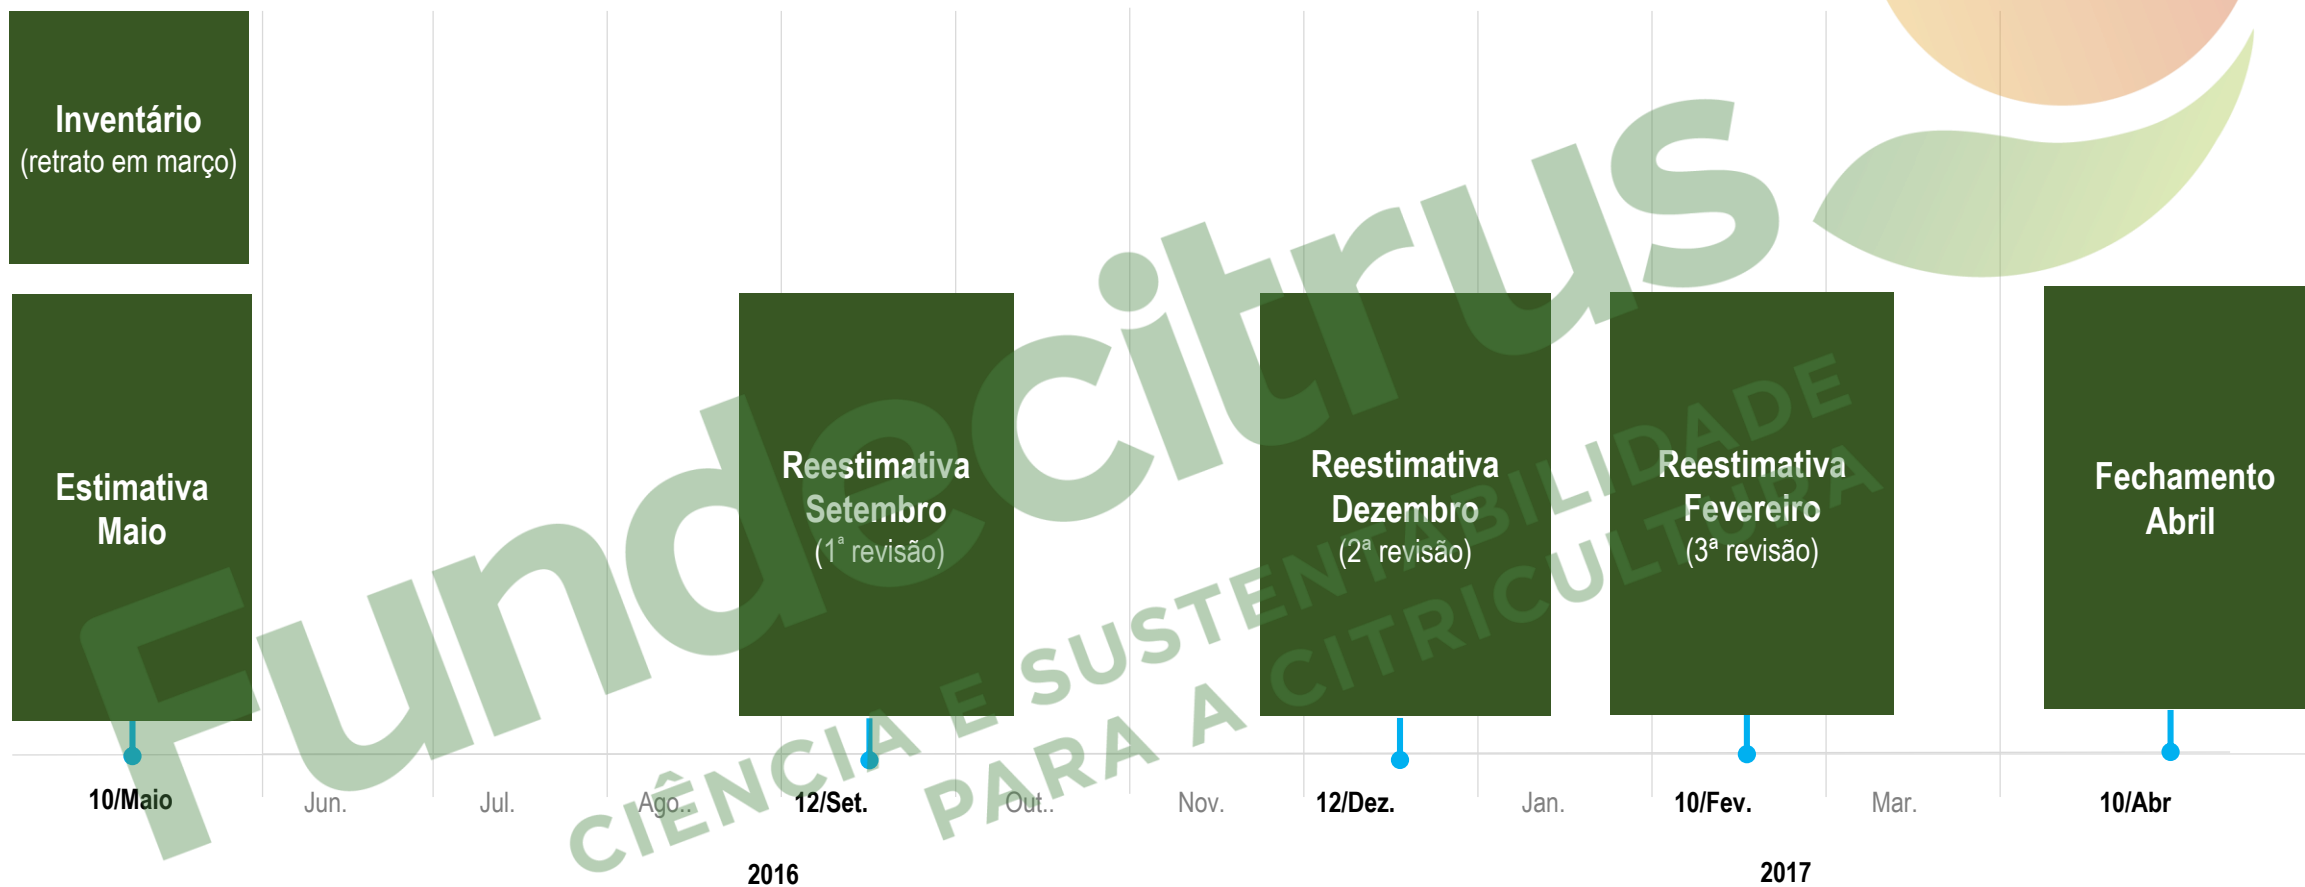 Inventário
(retrato em março)
Estimativa
Maio
Reestimativa
Setembro
(1ª revisão)
Reestimativa
Dezembro
(2ª revisão)
Reestimativa
Fevereiro
(3ª revisão)
Fechamento
Abril
Fundecitrus
CIÊNCIA E SUSTENTABILIDADE
PARA A CITRICULTURA
10/Maio
Jun.
Jul.
Ago..
12/Set.
Out..
Nov.
12/Dez.
Jan.
10/Fev.
Mar.
10/Abr
2016
2017